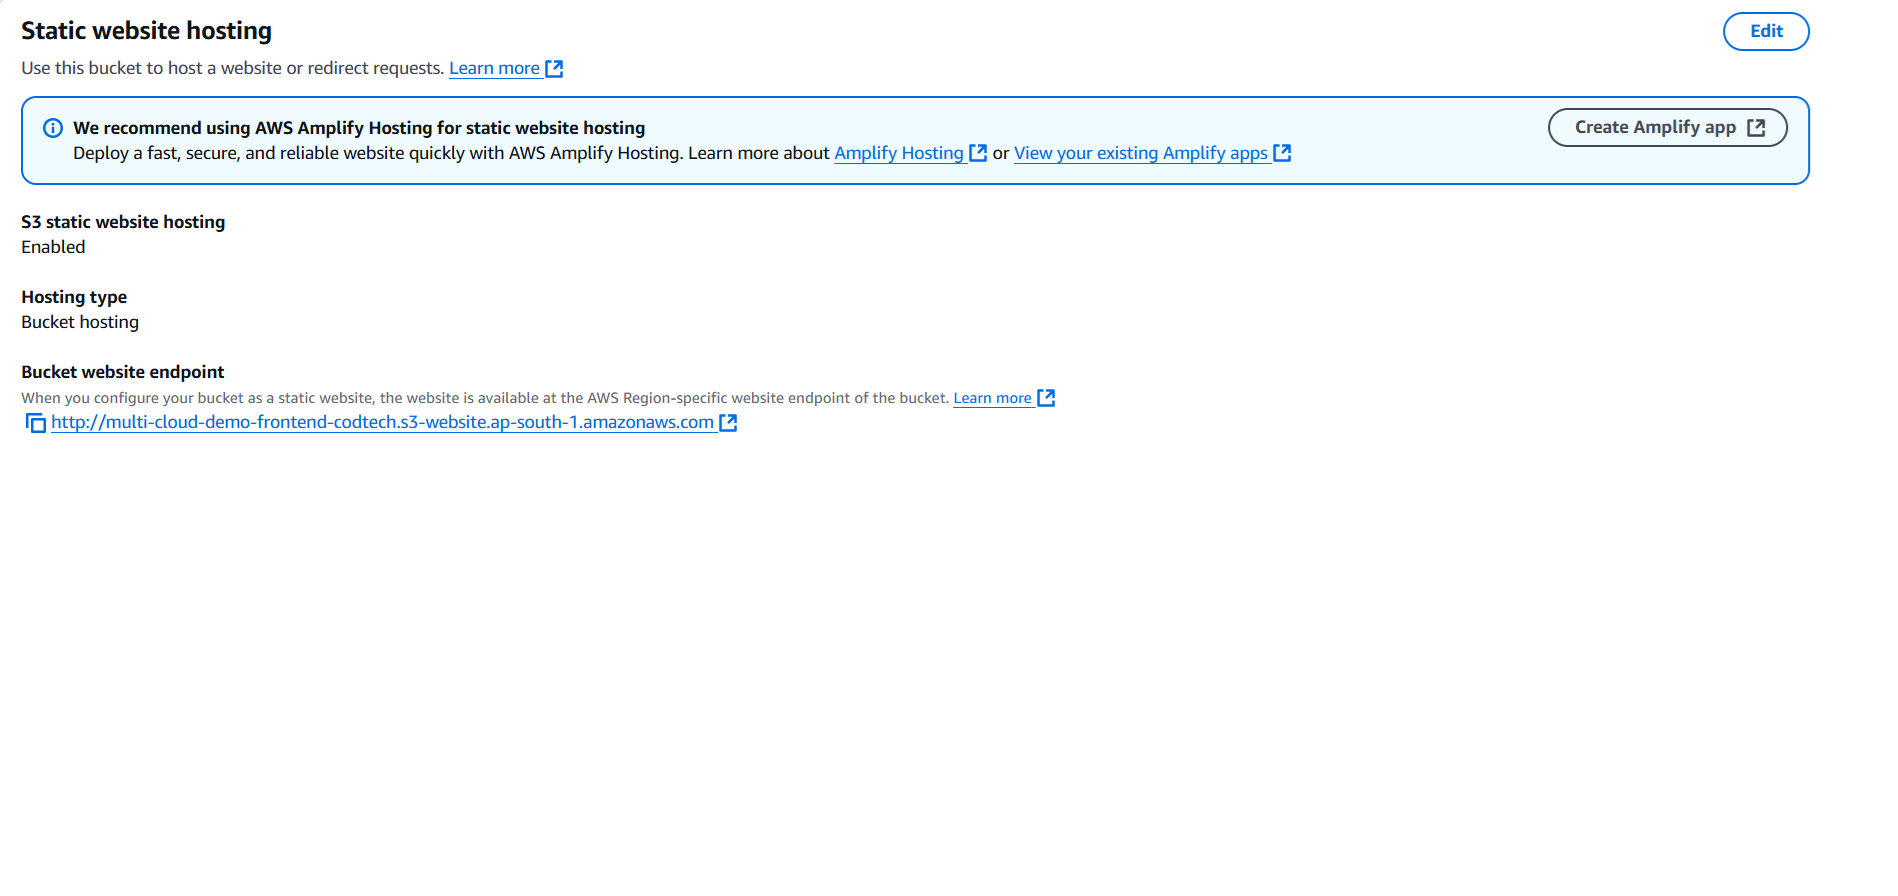 Static website hosting
Edit
Use this bucket to host a website or redirect requests. Learn more
We recommend using AWS Amplify Hosting for static website hosting
Create Amplify app
Deploy a fast, secure, and reliable website quickly with AWS Amplify Hosting. Learn more about Amplify Hosting or View your existing Amplify apps
S3 static website hosting
Enabled
Hosting type
Bucket hosting
Bucket website endpoint
When you configure your bucket as a static website, the website is available at the AWS Region-specific website endpoint of the bucket. Learn more
http://multi-cloud-demo-frontend-codtech.s3-website.ap-south-1.amazonaws.com